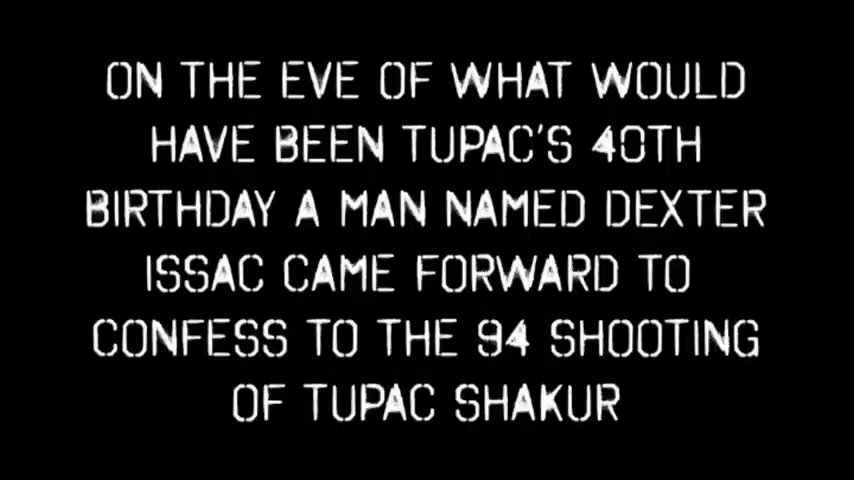 ON THE EVE OF WHAT WOULD
HAVE BEEN TUPAC'S 40TH
BIRTHDAY A MAN NAMED DEXTER
ISSAC CAME FORWARD TO
CONFESS TO THE 94 SHOOTING
OF TUPAC SHAKUR